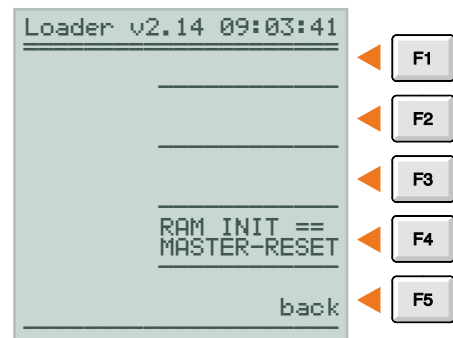 Loader v2.14 09:03:41
F1
F2
F3
RAM INIT ==
MASTER-RESET
F4
back
F5